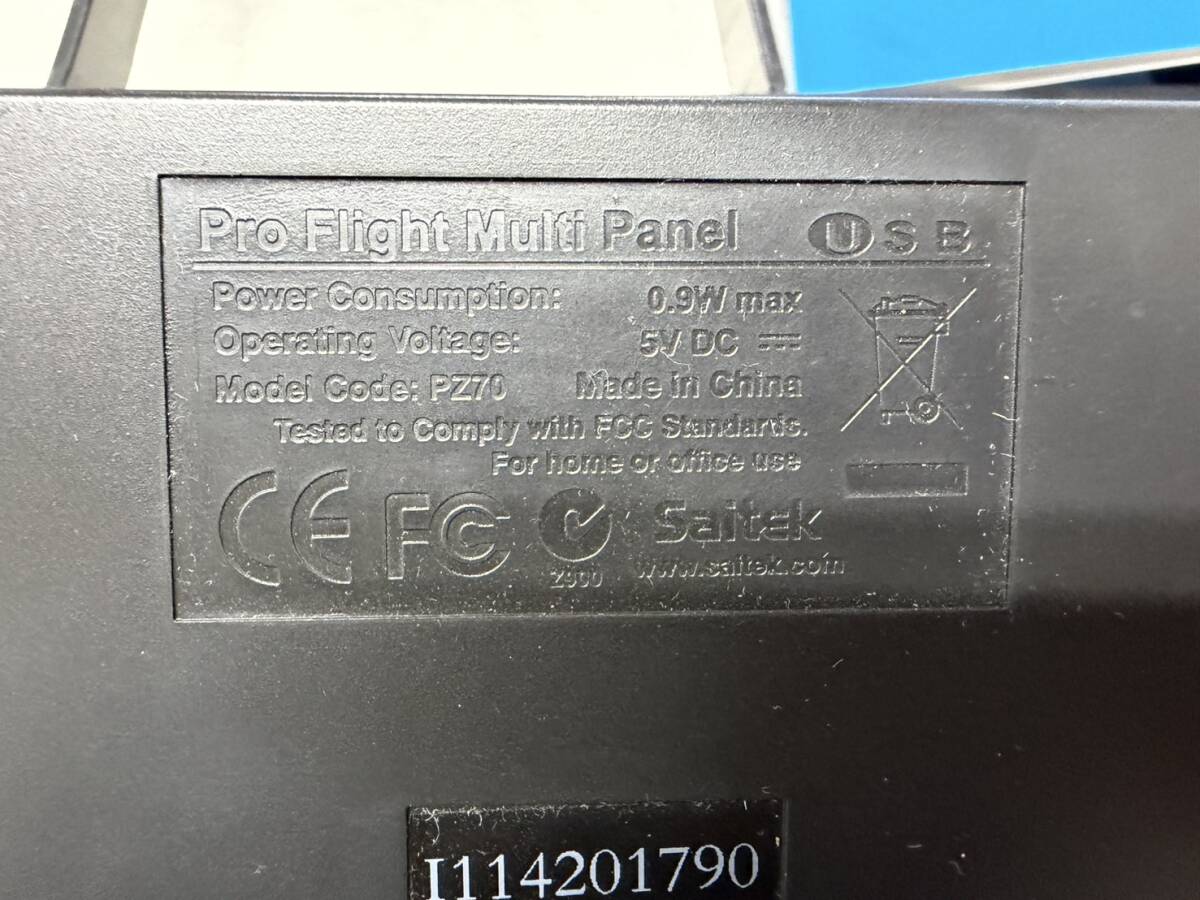 Pro Flight Multi Panel USB
Power Consumption: 0.9W max
Operating Voltage: 5V DC
Model Code: PZ70 Made in China
Tested to Comply with FCC Standards.
For home or office use
CE FC Saitek
Z900 www.saitek.com
I114201790